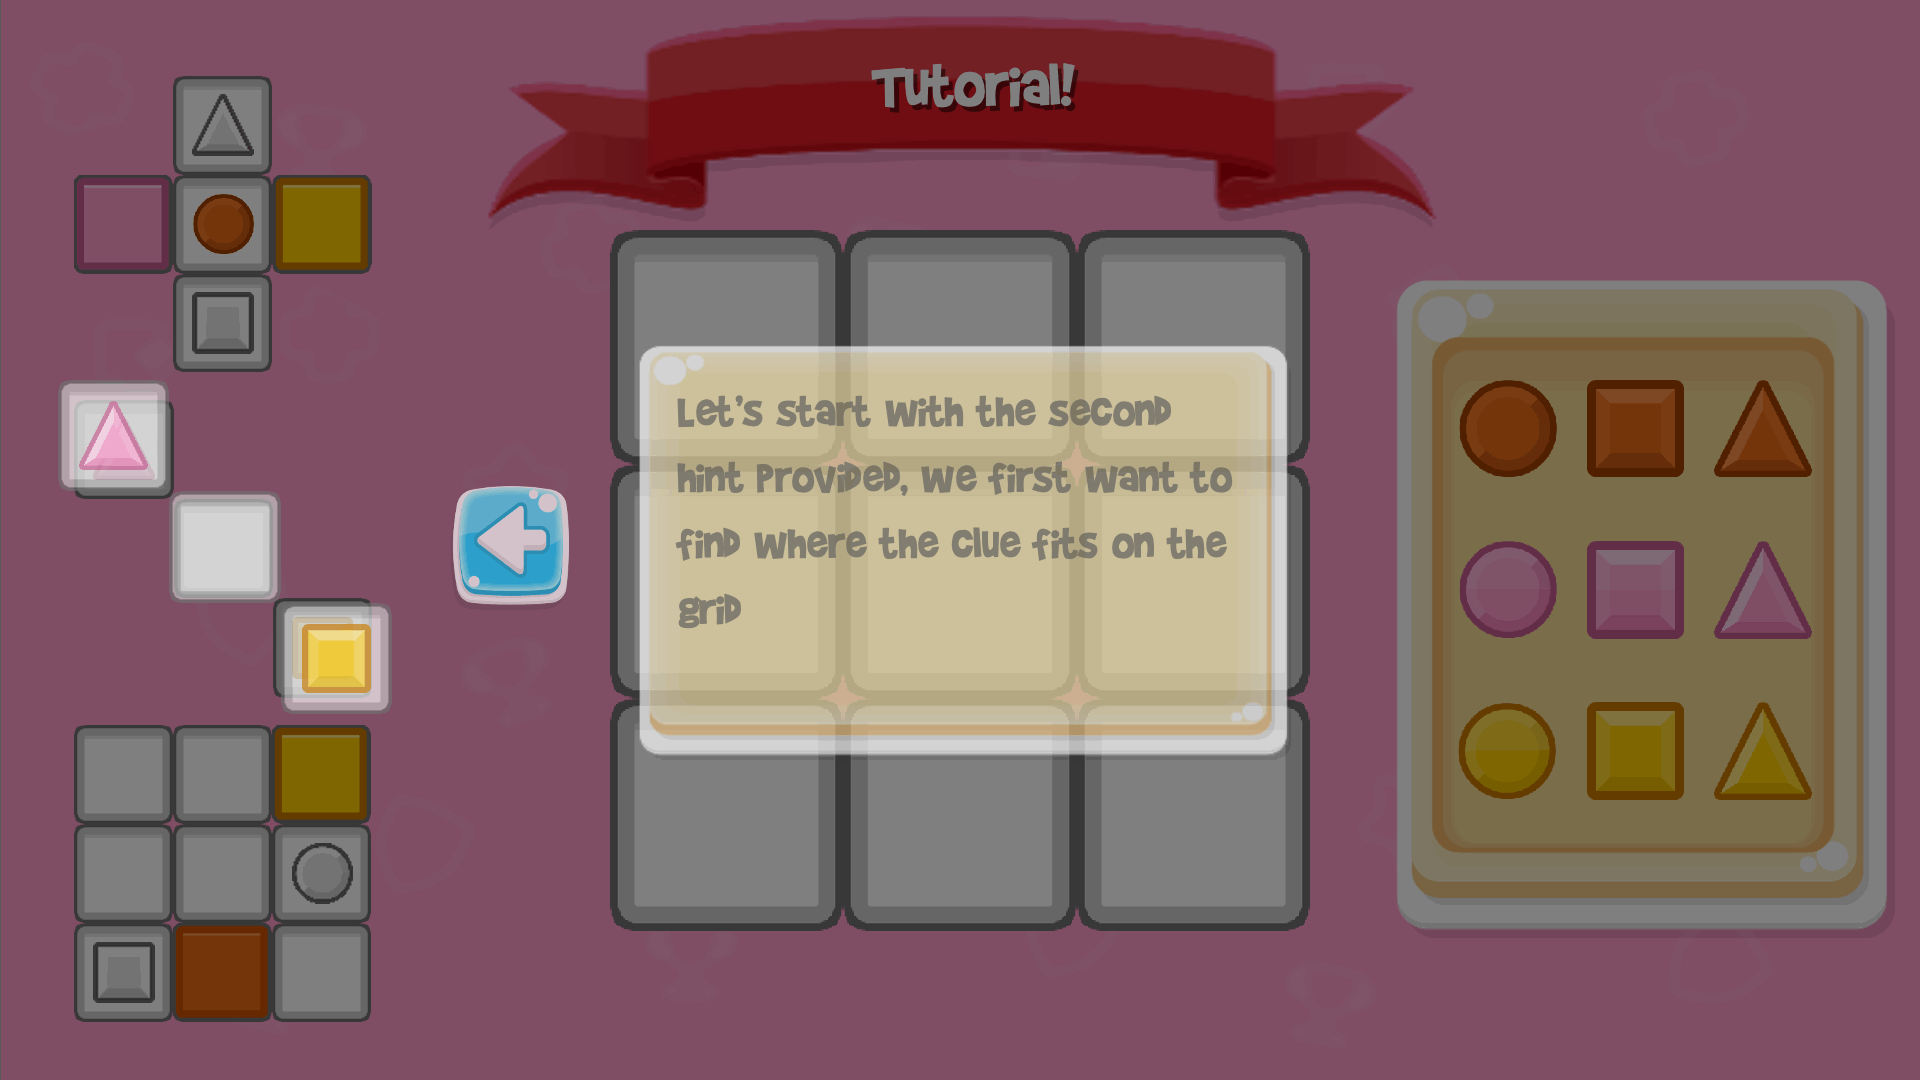 Tutorial!
Let's start with the second
hint provided, we first want to
find where the clue fits on the
grid